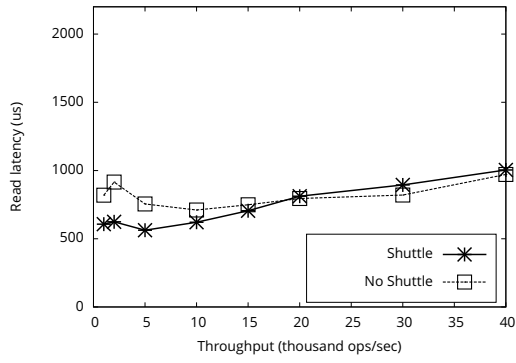 2000
1500
1000
500
0
Read latency (us)
Shuttle
No Shuttle
0 5 10 15 20 25 30 35 40
Throughput (thousand ops/sec)